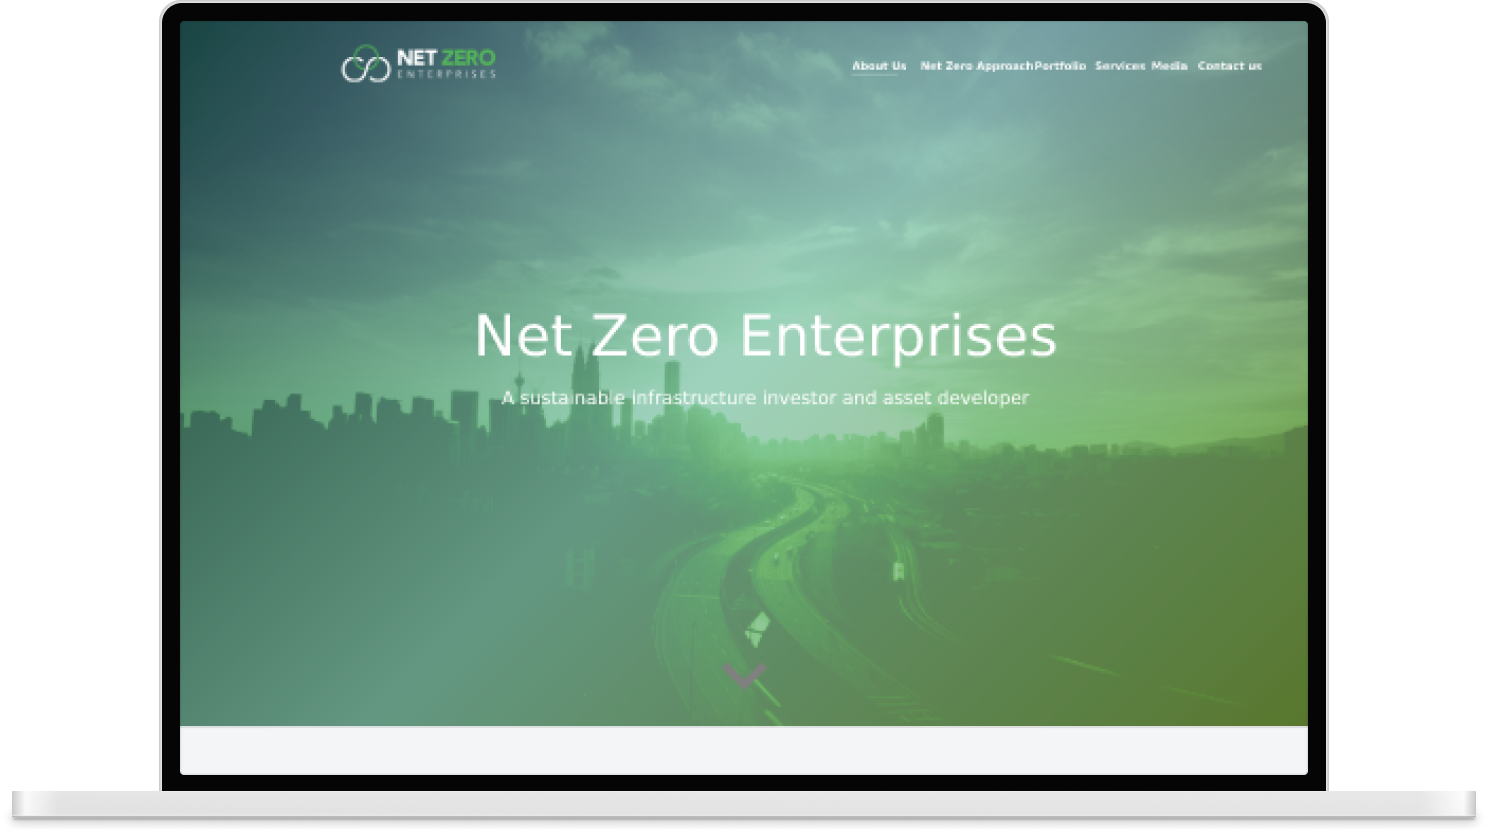 NET ZERO
ENTERPRISES
About Us Net Zero Approach Portfolio Services Media Contact us
Net Zero Enterprises
A sustainable infrastructure investor and asset developer